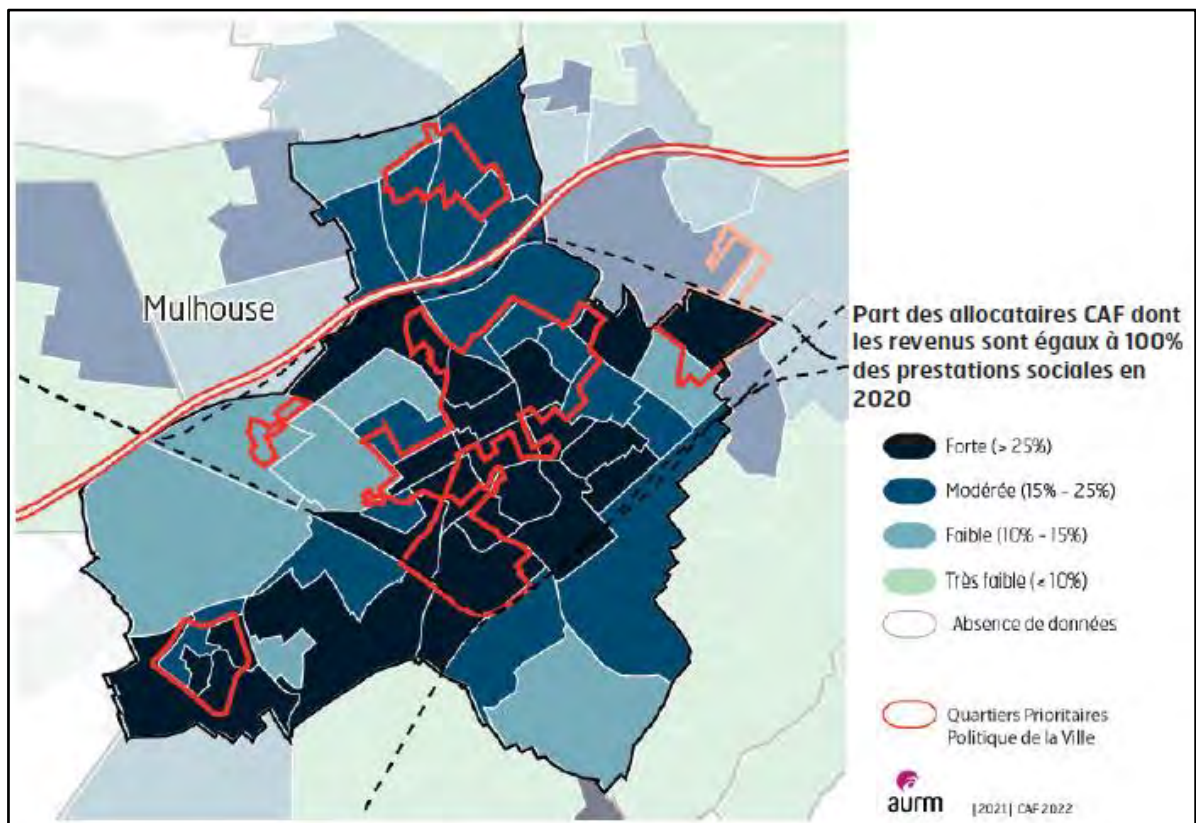 Mulhouse
Part des allocataires CAF dont
les revenus sont égaux à 100%
des prestations sociales en
2020
Forte (> 25%)
Modérée (15% - 25%)
Faible (10% - 15%)
Très faible (< 10%)
Absence de données
Quartiers Prioritaires
Politique de la Ville
aurm
[2021] CAF 2022